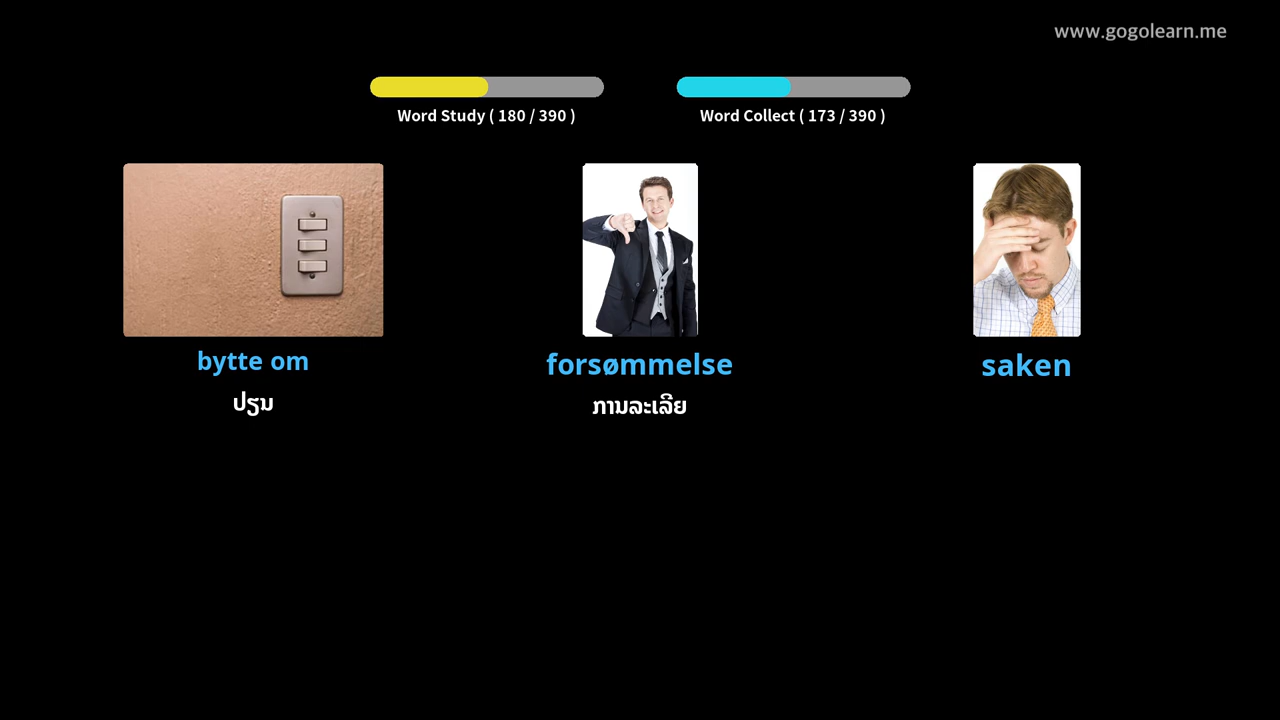 www.gogolearn.me
Word Study ( 180 / 390 )
Word Collect ( 173 / 390 )
bytte om
forsømmelse
saken
ປຽນ
ການລະເລີຍ